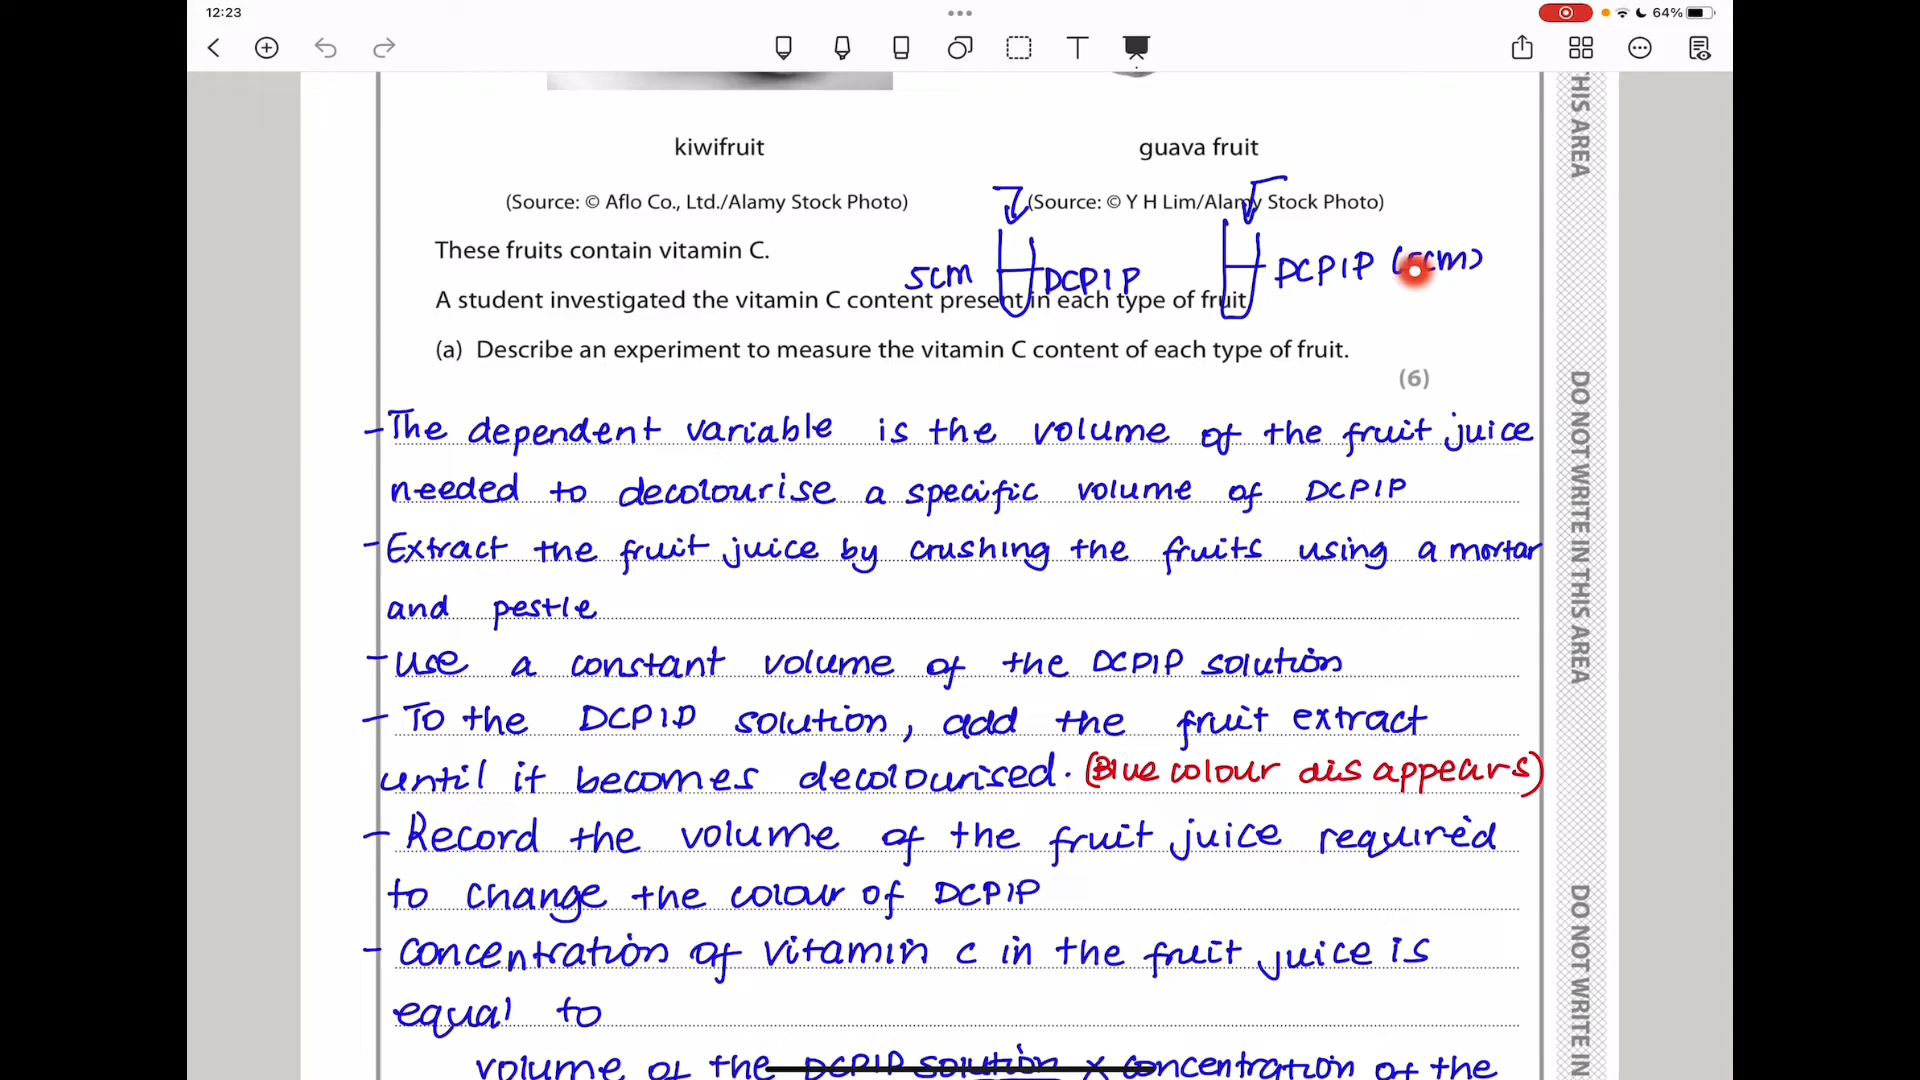 12:23
64%
kiwifruit
guava fruit
(Source: © Aflo Co., Ltd./Alamy Stock Photo)
(Source: © Y H Lim/Alamy Stock Photo)
These fruits contain vitamin C.
5cm DCPIP
DCPIP (5cm)
A student investigated the vitamin C content present in each type of fruit
(a) Describe an experiment to measure the vitamin C content of each type of fruit.
(6)
- The dependent variable is the volume of the fruit juice
needed to decolourise a specific volume of DCPIP
- Extract the fruit juice by crushing the fruits using a mortar
and pestle
- use a constant volume of the DCPIP solution
- To the DCPIP solution, add the fruit extract
until it becomes decolourised. (Blue colour disappears)
- Record the volume of the fruit juice required
to change the colour of DCPIP
- concentration of vitamin c in the fruit juice is
equal to
volume of the DCPIP solution x concentration of the
THIS AREA
DO NOT WRITE IN THIS AREA
DO NOT WRITE IN